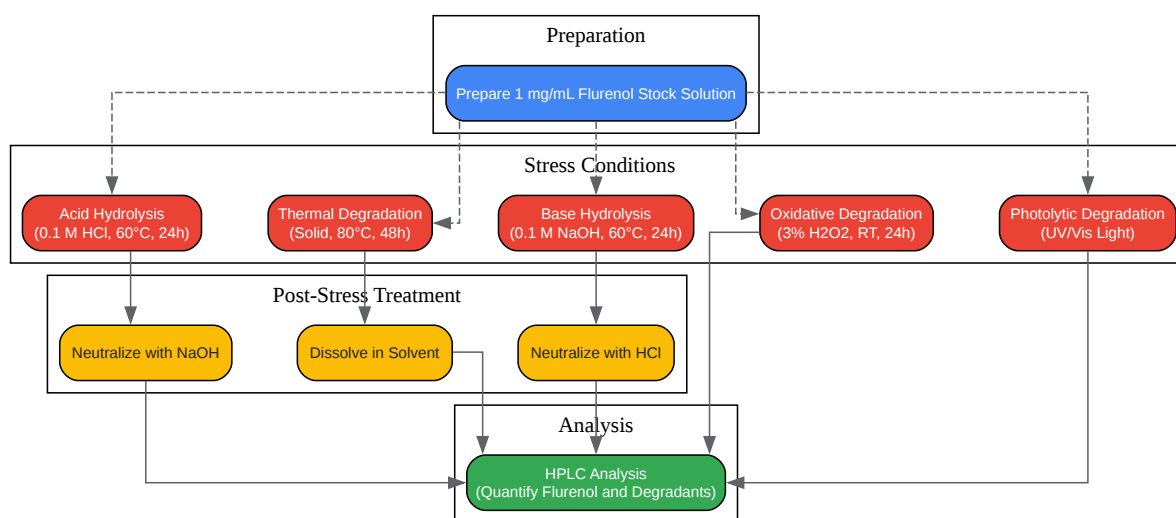 Preparation
Prepare 1 mg/mL Flurenol Stock Solution
Stress Conditions
Acid Hydrolysis
(0.1 M HCl, 60°C, 24h)
Thermal Degradation
(Solid, 80°C, 48h)
Base Hydrolysis
(0.1 M NaOH, 60°C, 24h)
Oxidative Degradation
(3% H2O2, RT, 24h)
Photolytic Degradation
(UV/Vis Light)
Post-Stress Treatment
Neutralize with NaOH
Dissolve in Solvent
Neutralize with HCl
Analysis
HPLC Analysis
(Quantify Flurenol and Degradants)